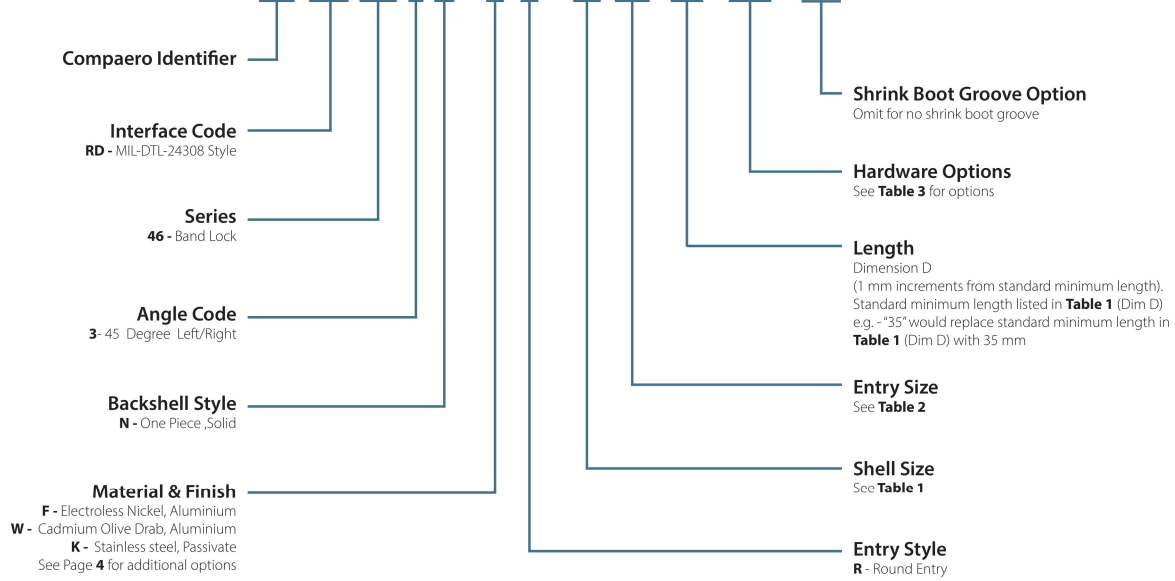 Compaero Identifier
Interface Code
RD - MIL-DTL-24308 Style
Series
46 - Band Lock
Angle Code
3- 45 Degree Left/Right
Backshell Style
N - One Piece ,Solid
Material & Finish
F - Electroless Nickel, Aluminium
W - Cadmium Olive Drab, Aluminium
K - Stainless steel, Passivate
See Page 4 for additional options
Shrink Boot Groove Option
Omit for no shrink boot groove
Hardware Options
See Table 3 for options
Length
Dimension D
(1 mm increments from standard minimum length).
Standard minimum length listed in Table 1 (Dim D)
e.g. - “35” would replace standard minimum length in
Table 1 (Dim D) with 35 mm
Entry Size
See Table 2
Shell Size
See Table 1
Entry Style
R - Round Entry